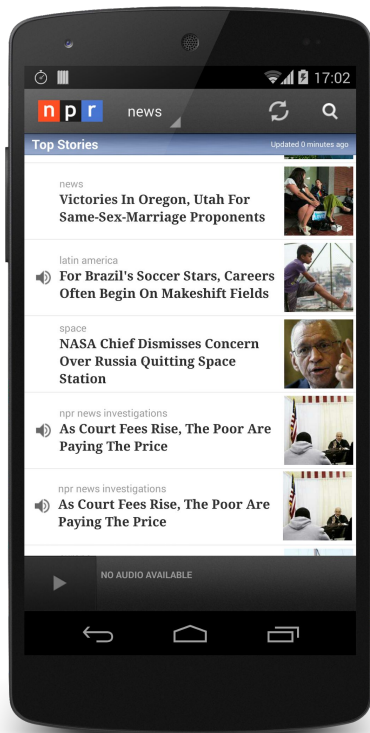 17:02
npr
news
Top Stories
Updated 0 minutes ago
news
Victories In Oregon, Utah For
Same-Sex-Marriage Proponents
latin america
For Brazil's Soccer Stars, Careers
Often Begin On Makeshift Fields
space
NASA Chief Dismisses Concern
Over Russia Quitting Space
Station
npr news investigations
As Court Fees Rise, The Poor Are
Paying The Price
npr news investigations
As Court Fees Rise, The Poor Are
Paying The Price
NO AUDIO AVAILABLE